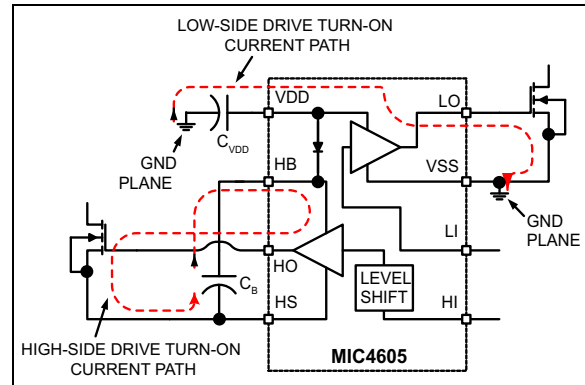 LOW-SIDE DRIVE TURN-ON
CURRENT PATH
VDD
LO
CVDD
GND
PLANE
HB
VSS
GND
PLANE
LI
HO
CB
LEVEL
SHIFT
HS
HI
HIGH-SIDE DRIVE TURN-ON
CURRENT PATH
MIC4605